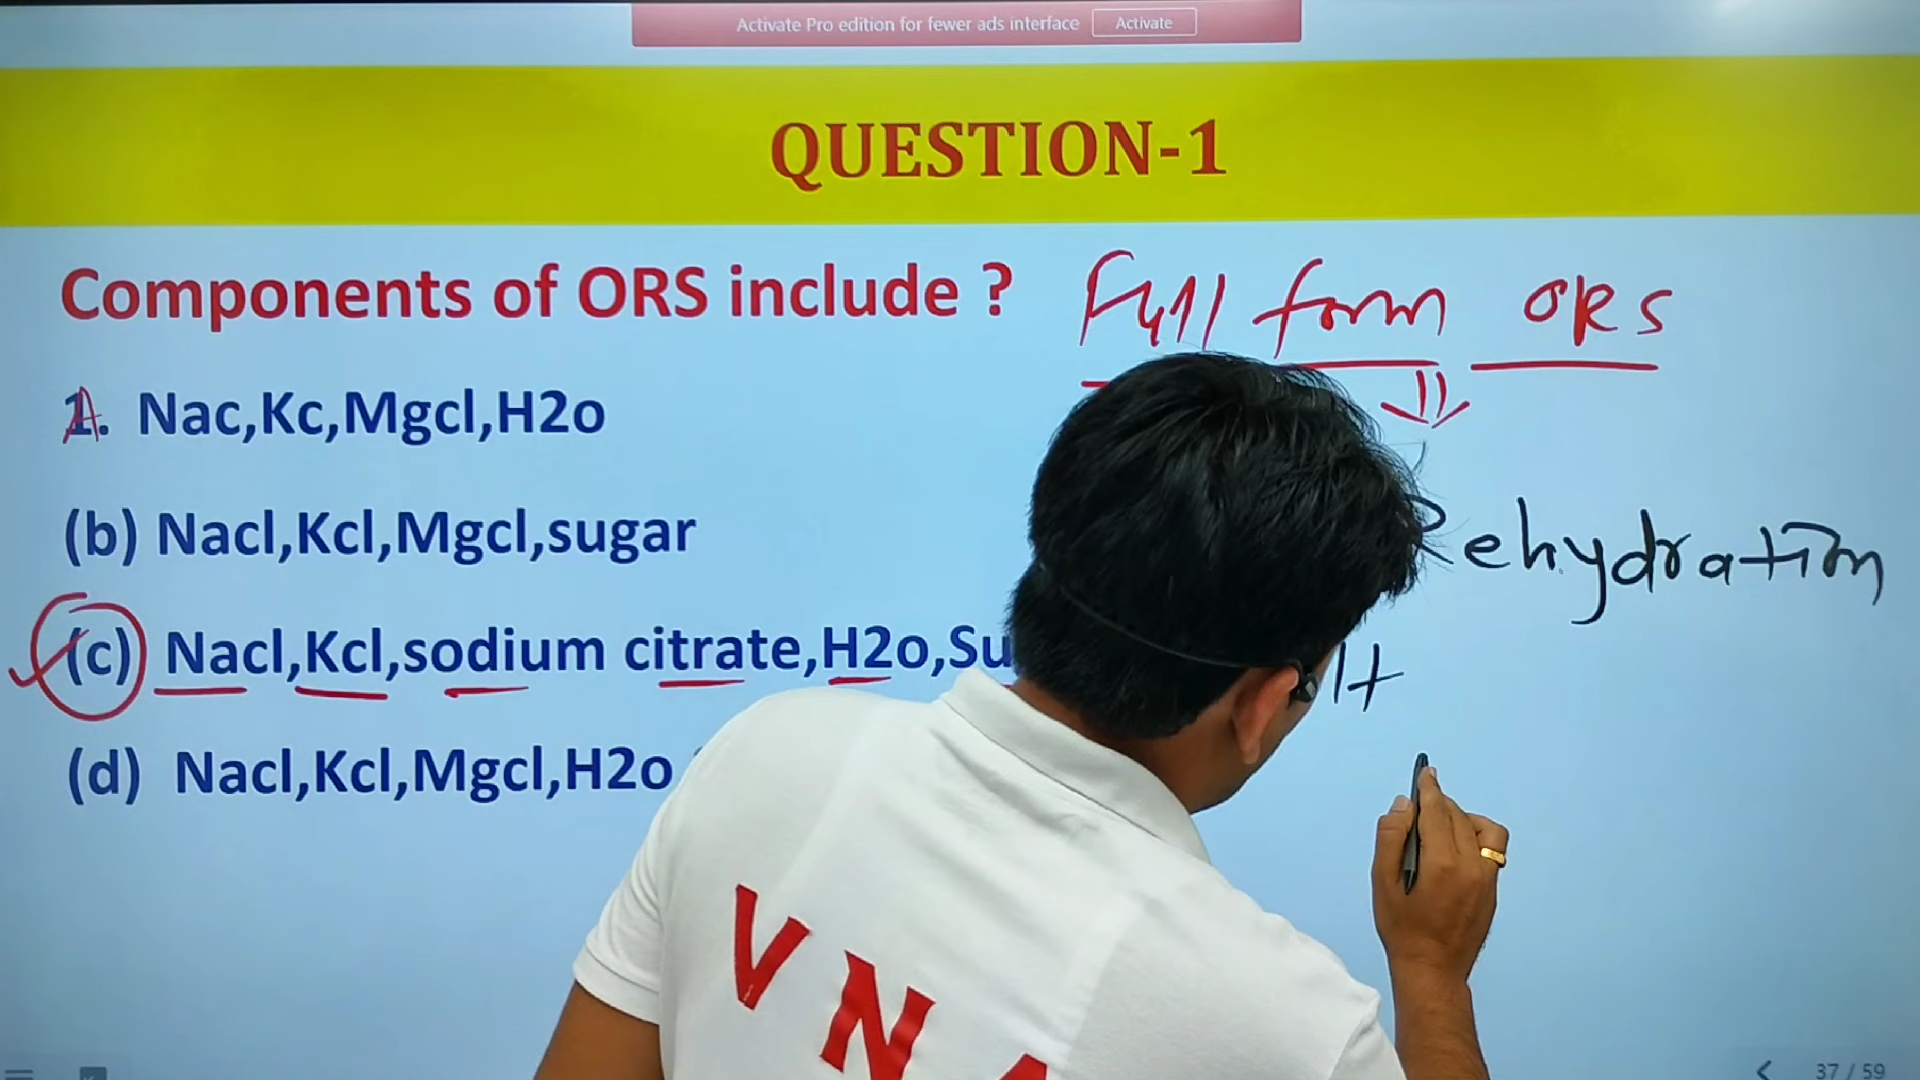 Activate Pro edition for fewer ads interface Activate
QUESTION-1
Components of ORS include ?
Full form ORS
1. A Nac,Kc,Mgcl,H2o
(b) Nacl,Kcl,Mgcl,sugar
Rehydration
(c) Nacl,Kcl,sodium citrate,H2o,Su
lt
(d) Nacl,Kcl,Mgcl,H2o
V N
37 / 59